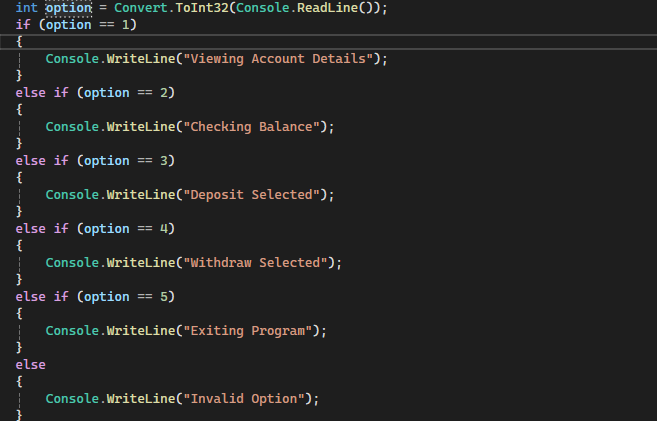 int option = Convert.ToInt32(Console.ReadLine());
if (option == 1)
{
    Console.WriteLine("Viewing Account Details");
}
else if (option == 2)
{
    Console.WriteLine("Checking Balance");
}
else if (option == 3)
{
    Console.WriteLine("Deposit Selected");
}
else if (option == 4)
{
    Console.WriteLine("Withdraw Selected");
}
else if (option == 5)
{
    Console.WriteLine("Exiting Program");
}
else
{
    Console.WriteLine("Invalid Option");
}